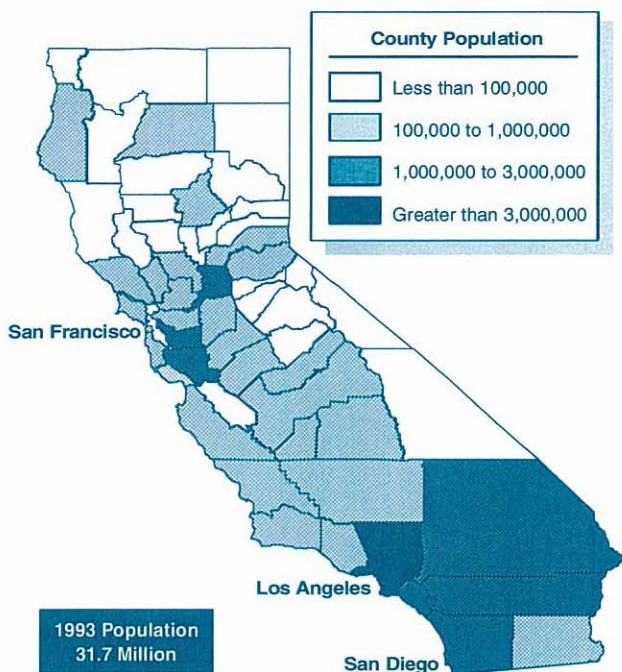 County Population
Less than 100,000
100,000 to 1,000,000
1,000,000 to 3,000,000
Greater than 3,000,000
San Francisco
Los Angeles
1993 Population
31.7 Million
San Diego